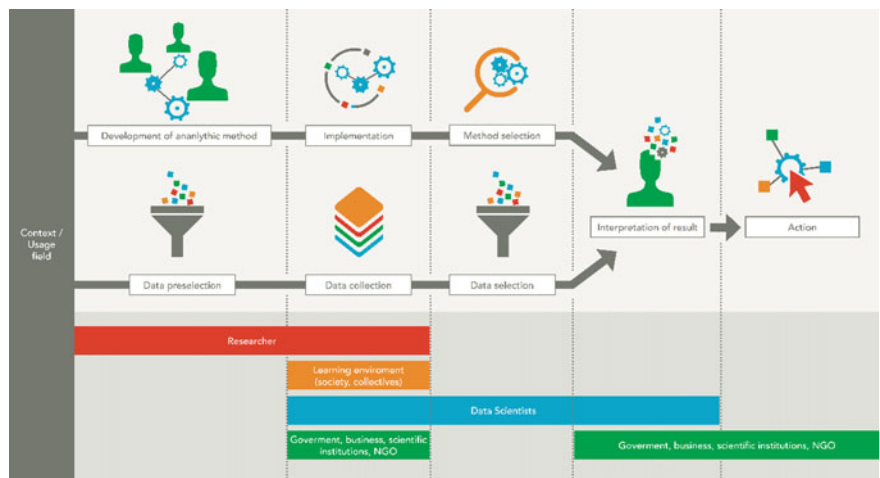 Development of ananlythic method
Implementation
Method selection
Context /
Usage
field
Interpretation of result
Action
Data preselection
Data collection
Data selection
Researcher
Learning enviroment
(society, collectives)
Data Scientists
Goverment, business, scientific
institutions, NGO
Goverment, business, scientific institutions, NGO